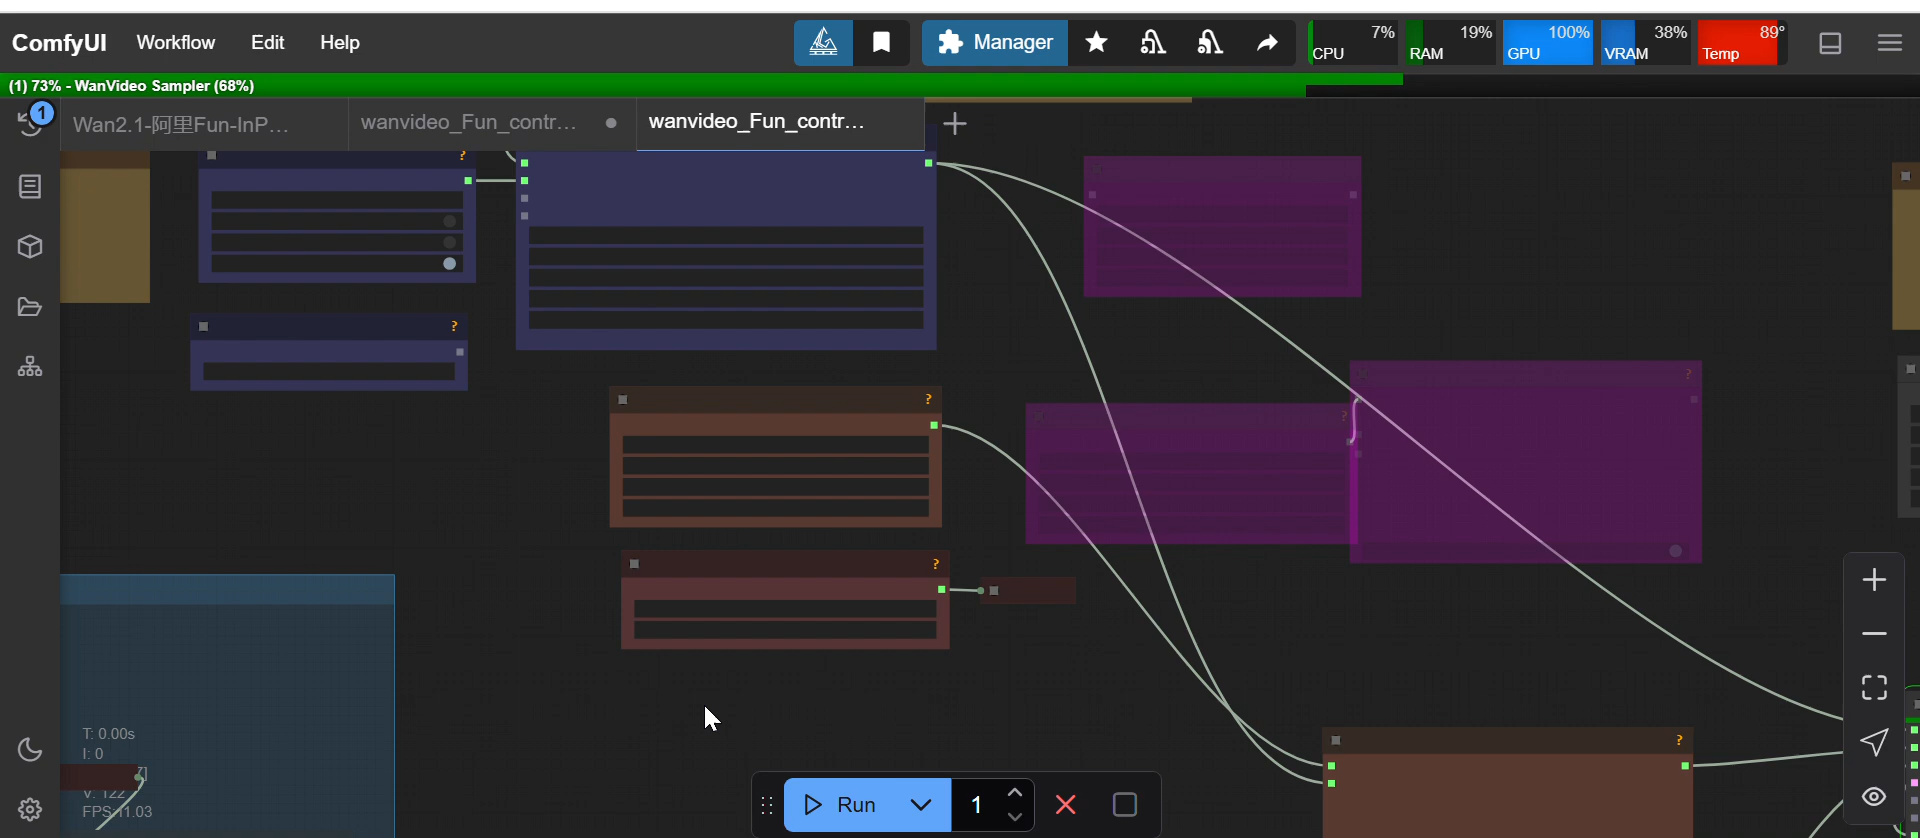 ComfyUI Workflow Edit Help Manager
7% CPU
19% RAM
100% GPU
38% VRAM
89° Temp
(1) 73% - WanVideo Sampler (68%)
1
Wan2.1-阿里Fun-InP...
wanvideo_Fun_contr...
wanvideo_Fun_contr...
?
?
?
?
?
?
?
T: 0.00s
I: 0
FPS:11.03
Run 1